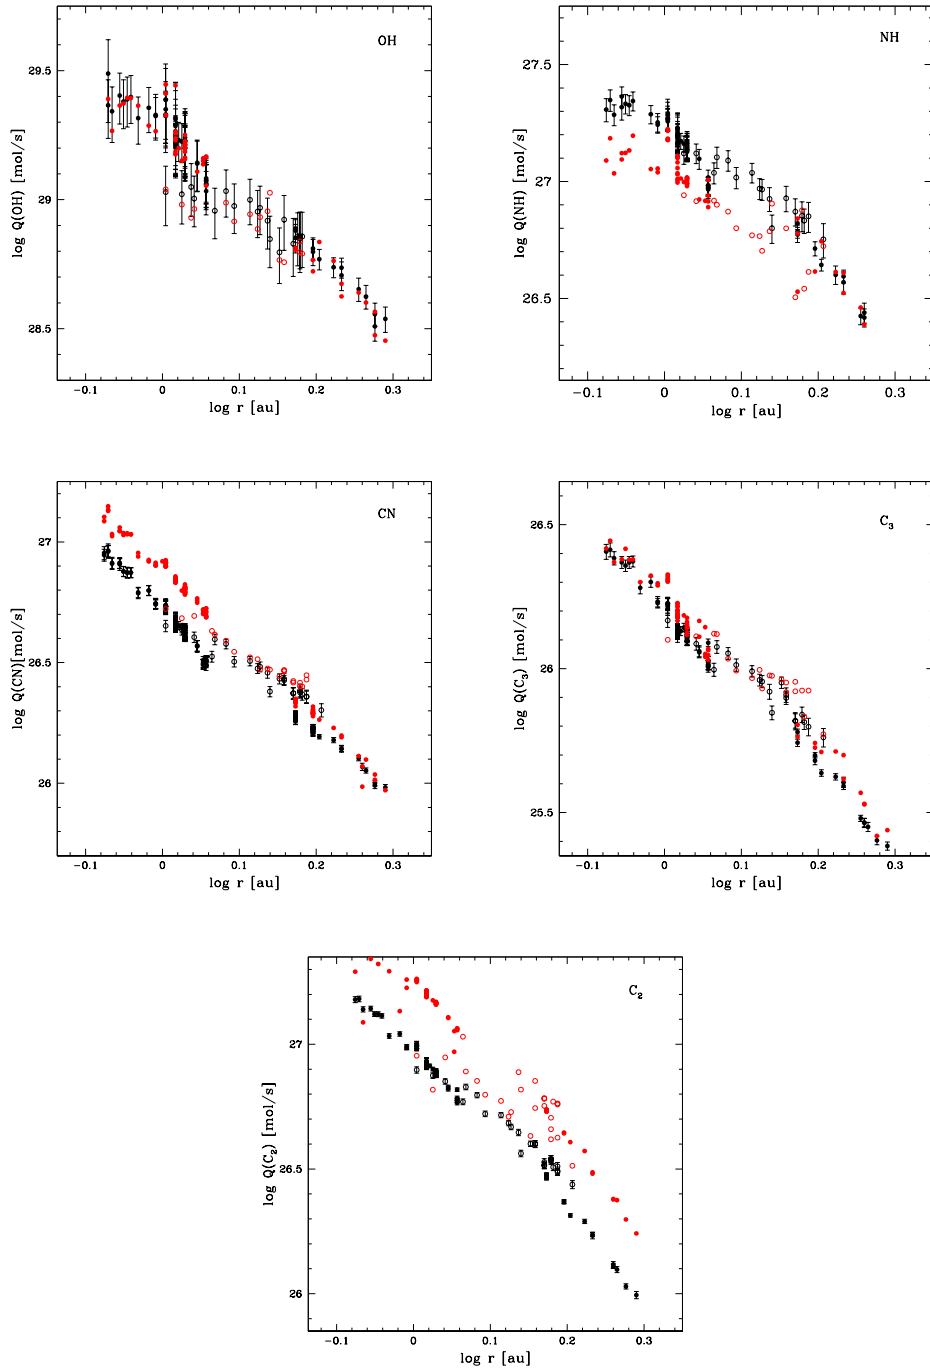 OH
29.5
29
28.5
log Q(OH) [mol/s]
−0.1 0 0.1 0.2 0.3
log r [au]
NH
27.5
27
26.5
log Q(NH) [mol/s]
−0.1 0 0.1 0.2 0.3
log r [au]
CN
27
26.5
26
log Q(CN)[mol/s]
−0.1 0 0.1 0.2 0.3
log r [au]
C₃
26.5
26
25.5
log Q(C₃) [mol/s]
−0.1 0 0.1 0.2 0.3
log r [au]
C₂
27
26.5
26
log Q(C₂) [mol/s]
−0.1 0 0.1 0.2 0.3
log r [au]